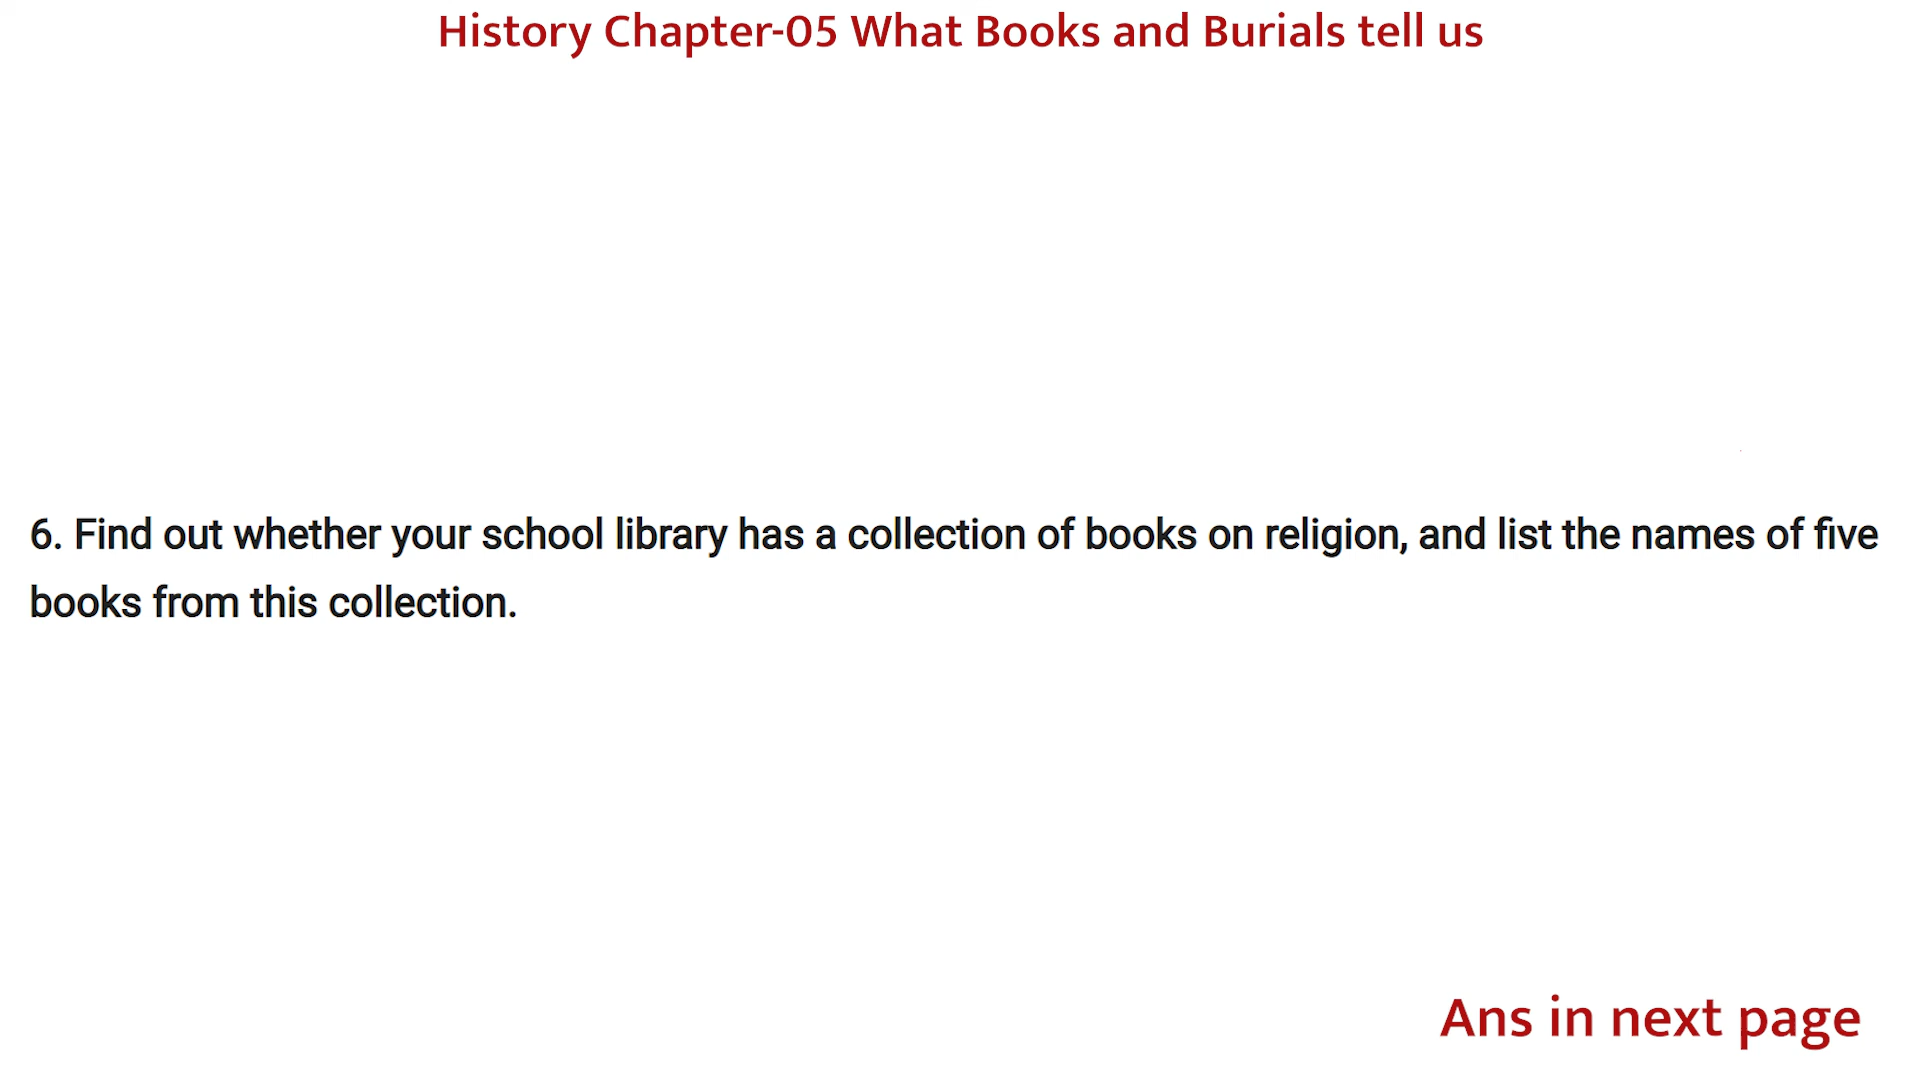 History Chapter-05 What Books and Burials tell us
6. Find out whether your school library has a collection of books on religion, and list the names of five
books from this collection.
Ans in next page